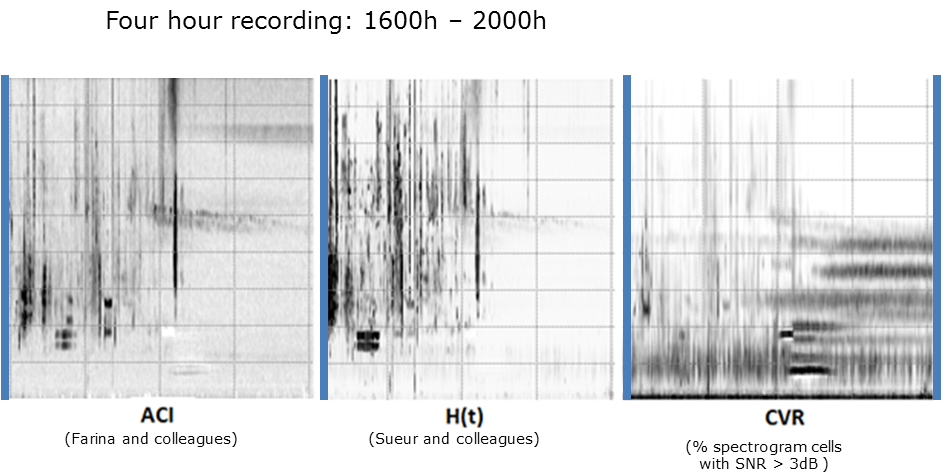 Four hour recording: 1600h – 2000h
ACI
(Farina and colleagues)
H(t)
(Sueur and colleagues)
CVR
(% spectrogram cells
with SNR > 3dB )